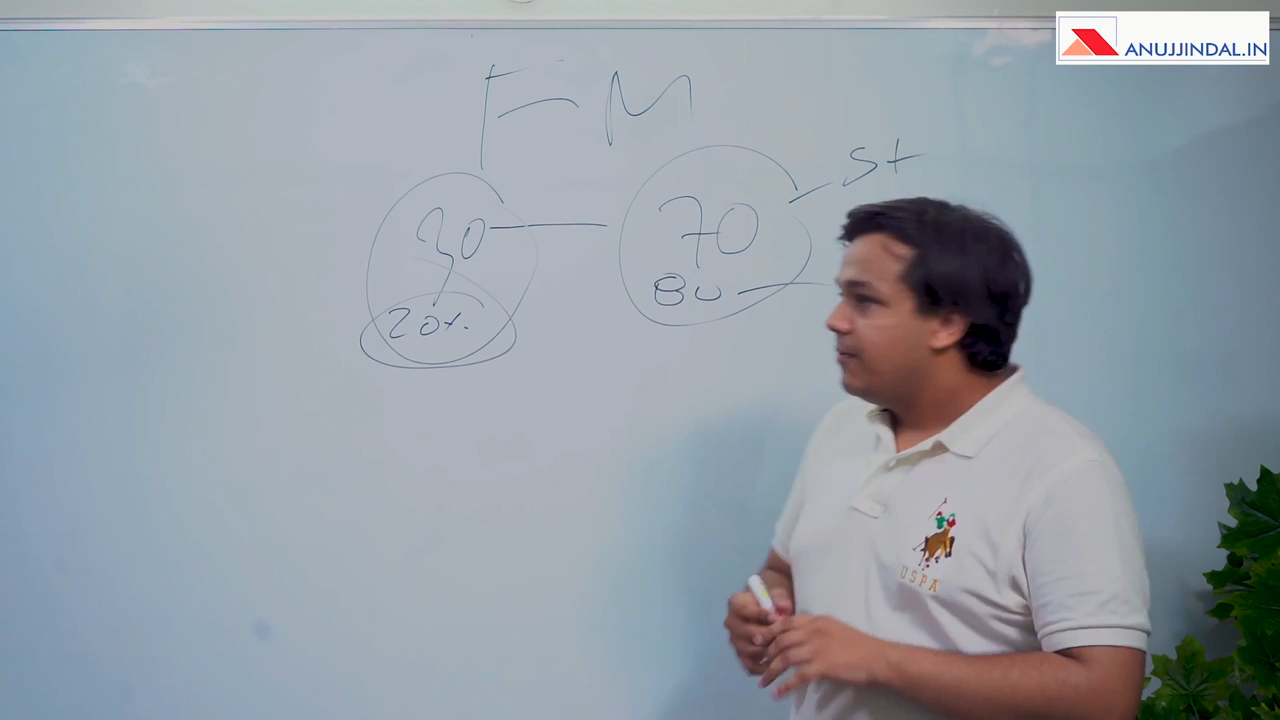 ANUJJINDAL.IN
FM
30 — 70 — St
20%. 80 —
USPA